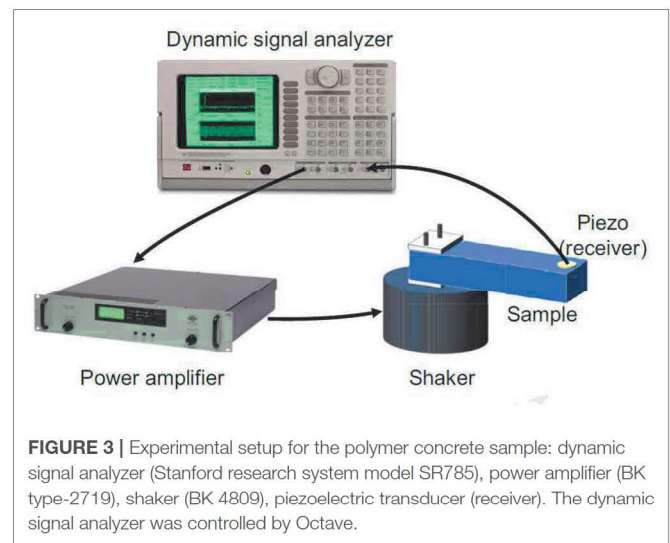 Dynamic signal analyzer
Piezo
(receiver)
Sample
Power amplifier
Shaker
FIGURE 3 | Experimental setup for the polymer concrete sample: dynamic
signal analyzer (Stanford research system model SR785), power amplifier (BK
type-2719), shaker (BK 4809), piezoelectric transducer (receiver). The dynamic
signal analyzer was controlled by Octave.